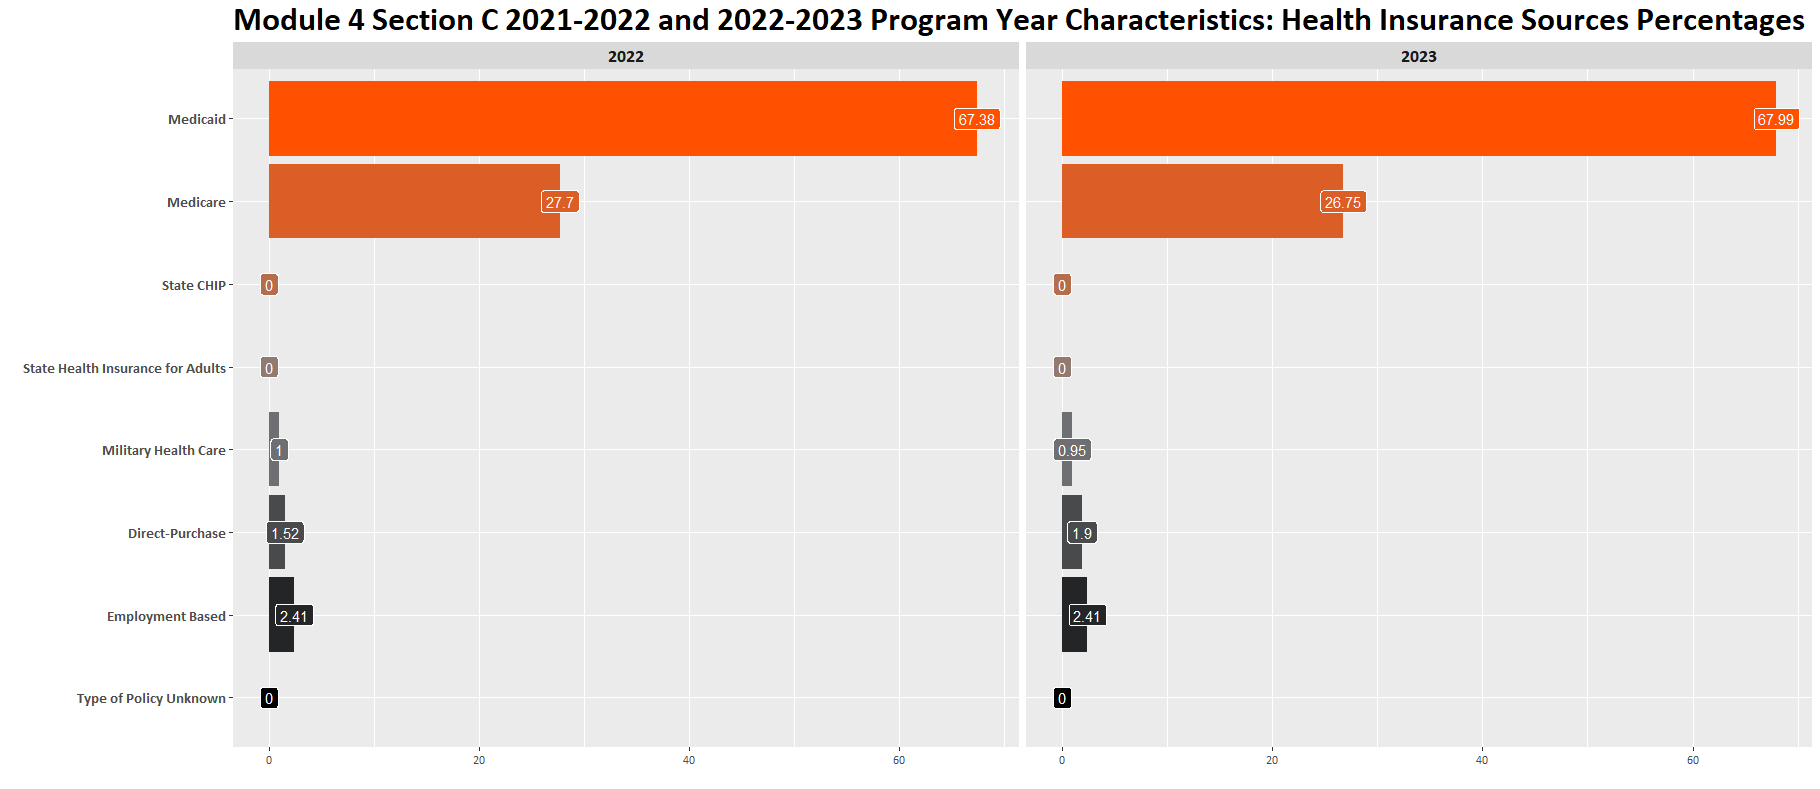 Module 4 Section C 2021-2022 and 2022-2023 Program Year Characteristics: Health Insurance Sources Percentages
2022 2023
Medicaid 67.38 67.99
Medicare 27.7 26.75
State CHIP 0 0
State Health Insurance for Adults 0 0
Military Health Care 1 0.95
Direct-Purchase 1.52 1.9
Employment Based 2.41 2.41
Type of Policy Unknown 0 0
0 20 40 60 0 20 40 60